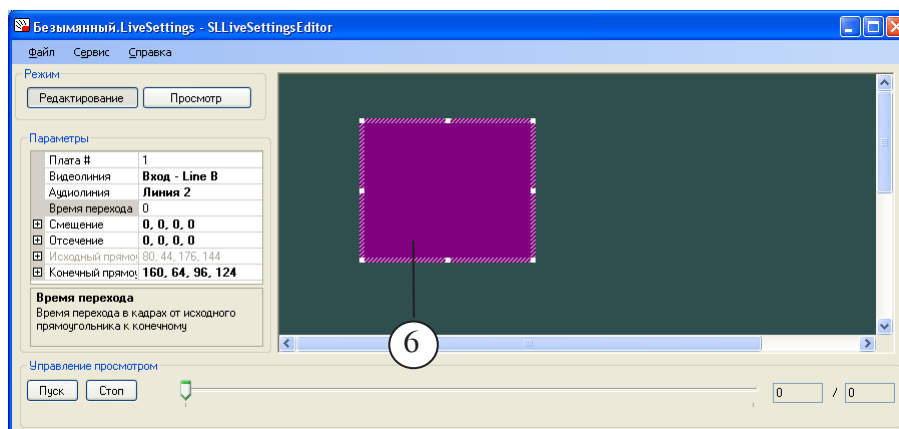 Безымянный.LiveSettings - SLLiveSettingsEditor
Файл Сервис Справка
Режим
Редактирование Просмотр
Параметры
Плата # 1
Видеолиния Вход - Line B
Аудиолиния Линия 2
Время перехода 0
Смещение 0, 0, 0, 0
Отсечение 0, 0, 0, 0
Исходный прямоу 80, 44, 176, 144
Конечный прямоу 160, 64, 96, 124
Время перехода
Время перехода в кадрах от исходного
прямоугольника к конечному
6
Управление просмотром
Пуск Стоп 0 / 0